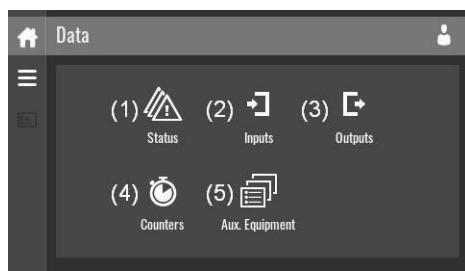 Data
(1) (2) (3)
Status Inputs Outputs
(4) (5)
Counters Aux. Equipment